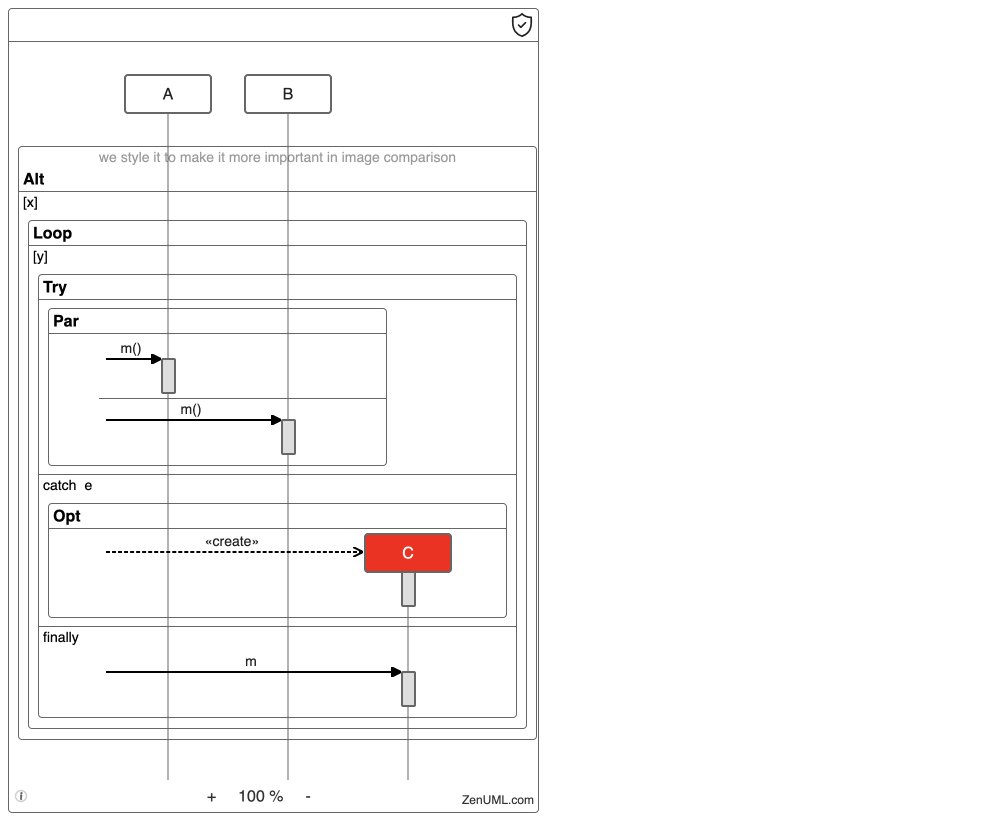 A
B
we style it to make it more important in image comparison
Alt
[x]
Loop
[y]
Try
Par
m()
m()
catch e
Opt
«create»
C
finally
m
+ 100 % -
ZenUML.com